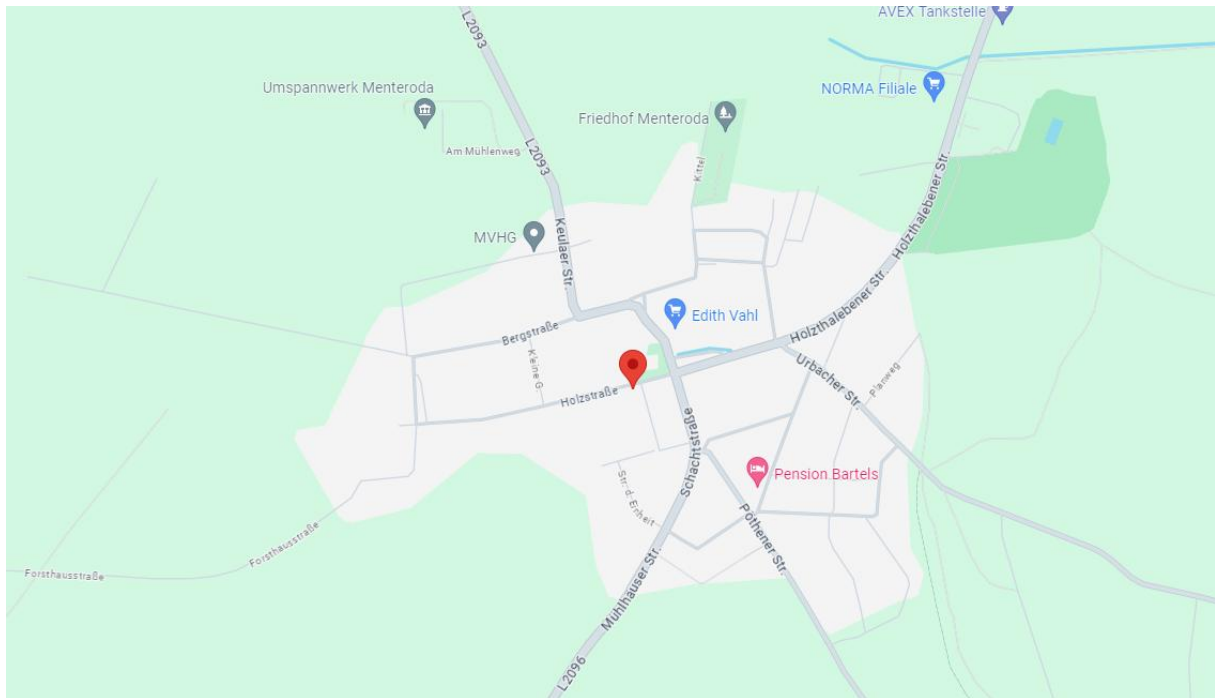 AVEX Tankstelle
L2093
Umspannwerk Menteroda
NORMA Filiale
Friedhof Menteroda
L2093
Am Mühlenweg
Kittel
Holzthalebener Str.
MVHG
Keulaer Str.
Edith Vahl
Holzthalebener Str.
Bergstraße
Kleine G.
Urbacher Str.
Planweg
Holzstraße
Schachtstraße
Pension Bartels
Str. d. Einheit
Pöthener Str.
Forsthausstraße
Forsthausstraße
Mühlhauser Str.
L2096